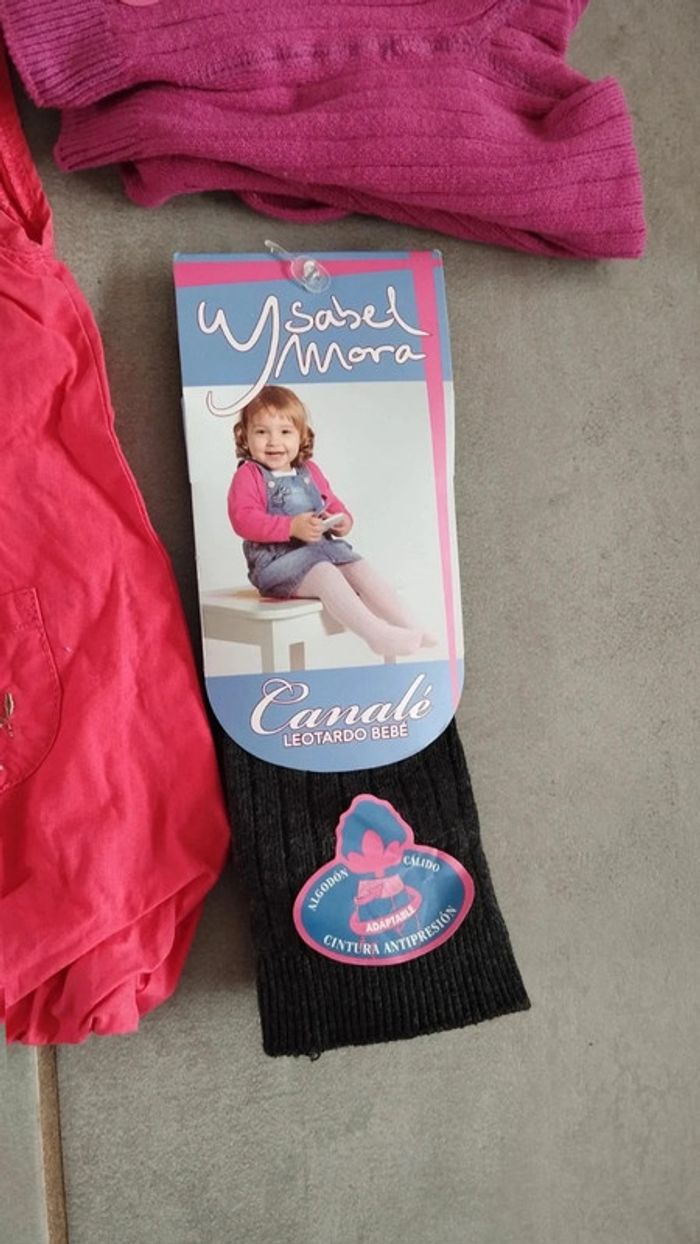 Ysabel
Mora
Canalé
LEOTARDO BEBÉ
ALGODÓN
CÁLIDO
ADAPTABLE
CINTURA ANTIPRESIÓN